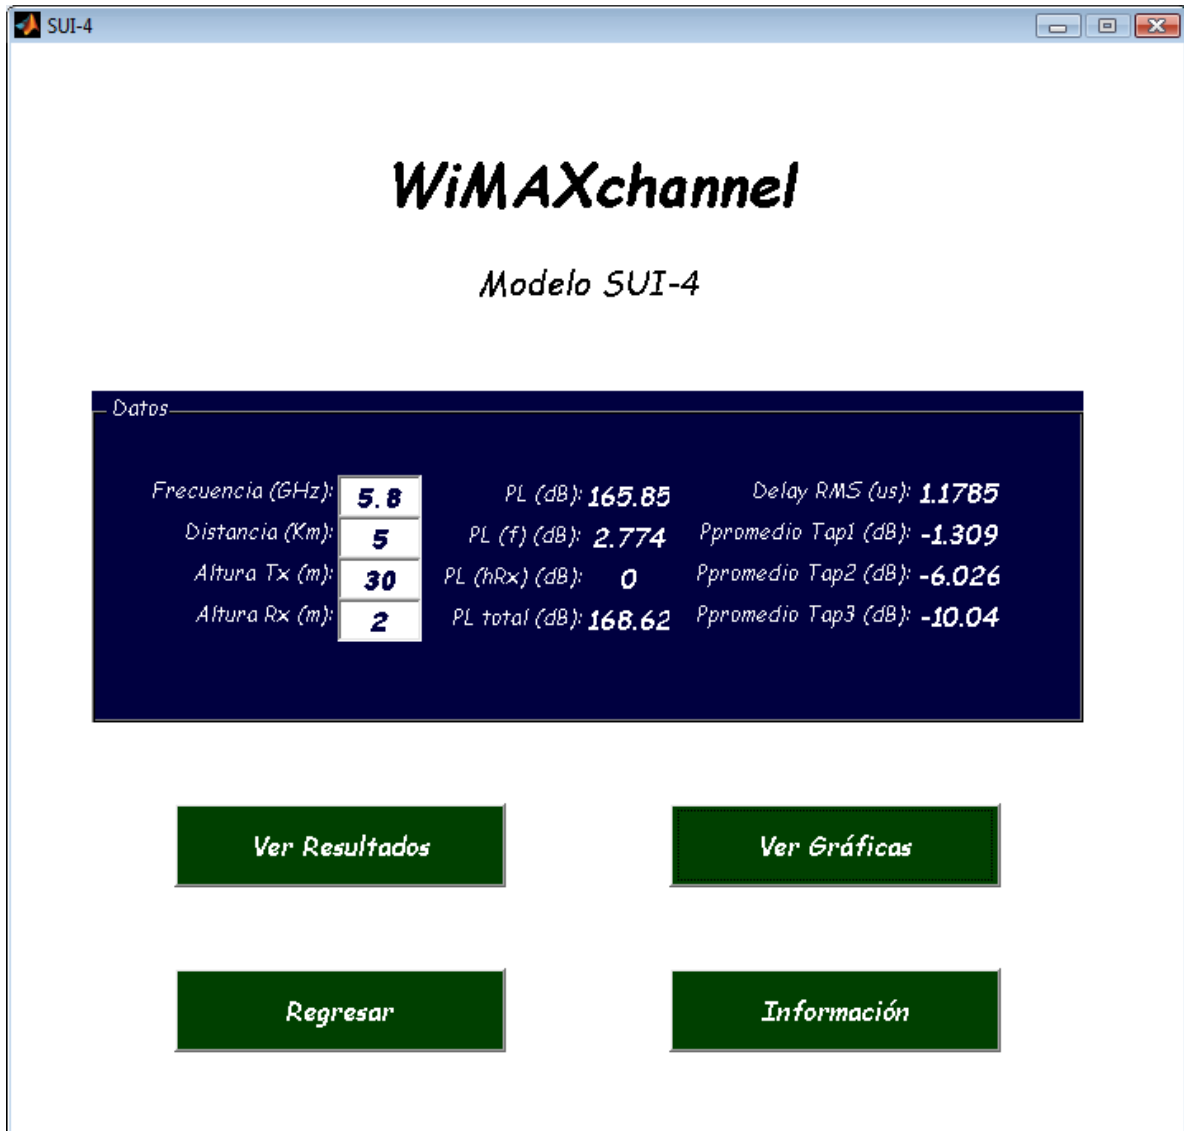 SUI-4
WiMAXchannel
Modelo SUI-4
Datos
Frecuencia (GHz): 5.8 PL (dB): 165.85 Delay RMS (us): 1.1785
Distancia (Km): 5 PL (f) (dB): 2.774 Ppromedio Tap1 (dB): -1.309
Altura Tx (m): 30 PL (hRx) (dB): 0 Ppromedio Tap2 (dB): -6.026
Altura Rx (m): 2 PL total (dB): 168.62 Ppromedio Tap3 (dB): -10.04
Ver Resultados Ver Gráficas
Regresar Información